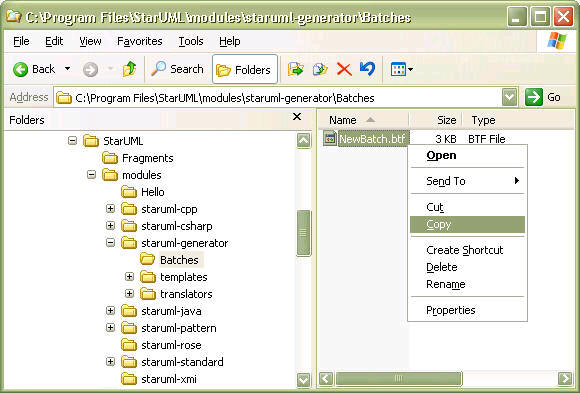 C:\Program Files\StarUML\modules\staruml-generator\Batches
File Edit View Favorites Tools Help
Back Search Folders
Address C:\Program Files\StarUML\modules\staruml-generator\Batches Go
Folders
StarUML
Fragments
modules
Hello
staruml-cpp
staruml-csharp
staruml-generator
Batches
templates
translators
staruml-java
staruml-pattern
staruml-rose
staruml-standard
staruml-xmi
Name Size Type
NewBatch.btf 3 KB BTF File
Open
Send To
Cut
Copy
Create Shortcut
Delete
Rename
Properties